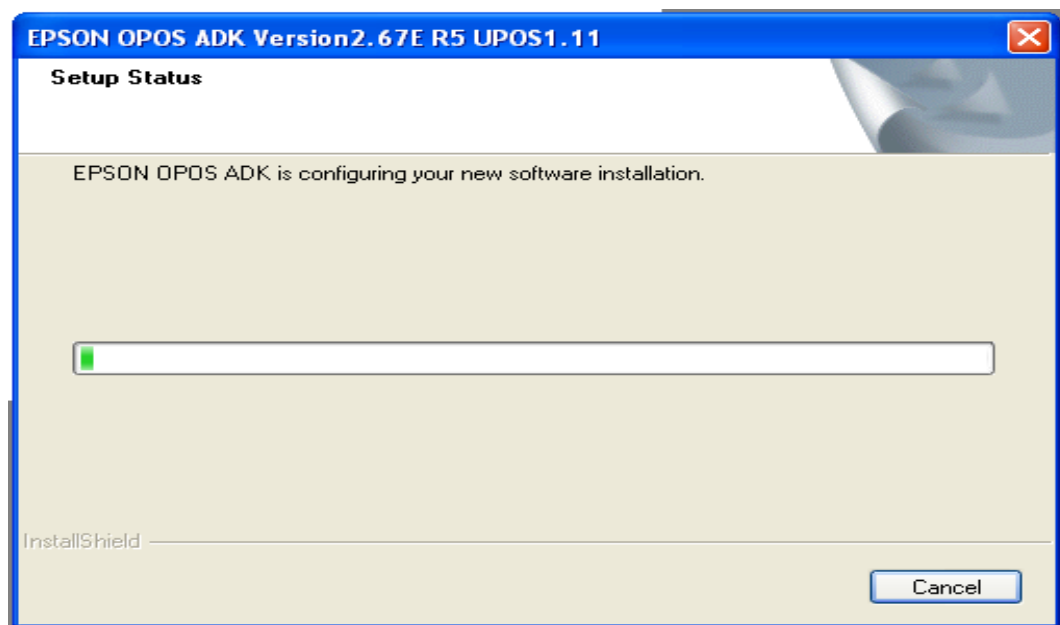 EPSON OPOS ADK Version2.67E R5 UPOS1.11
Setup Status
EPSON OPOS ADK is configuring your new software installation.
InstallShield
Cancel